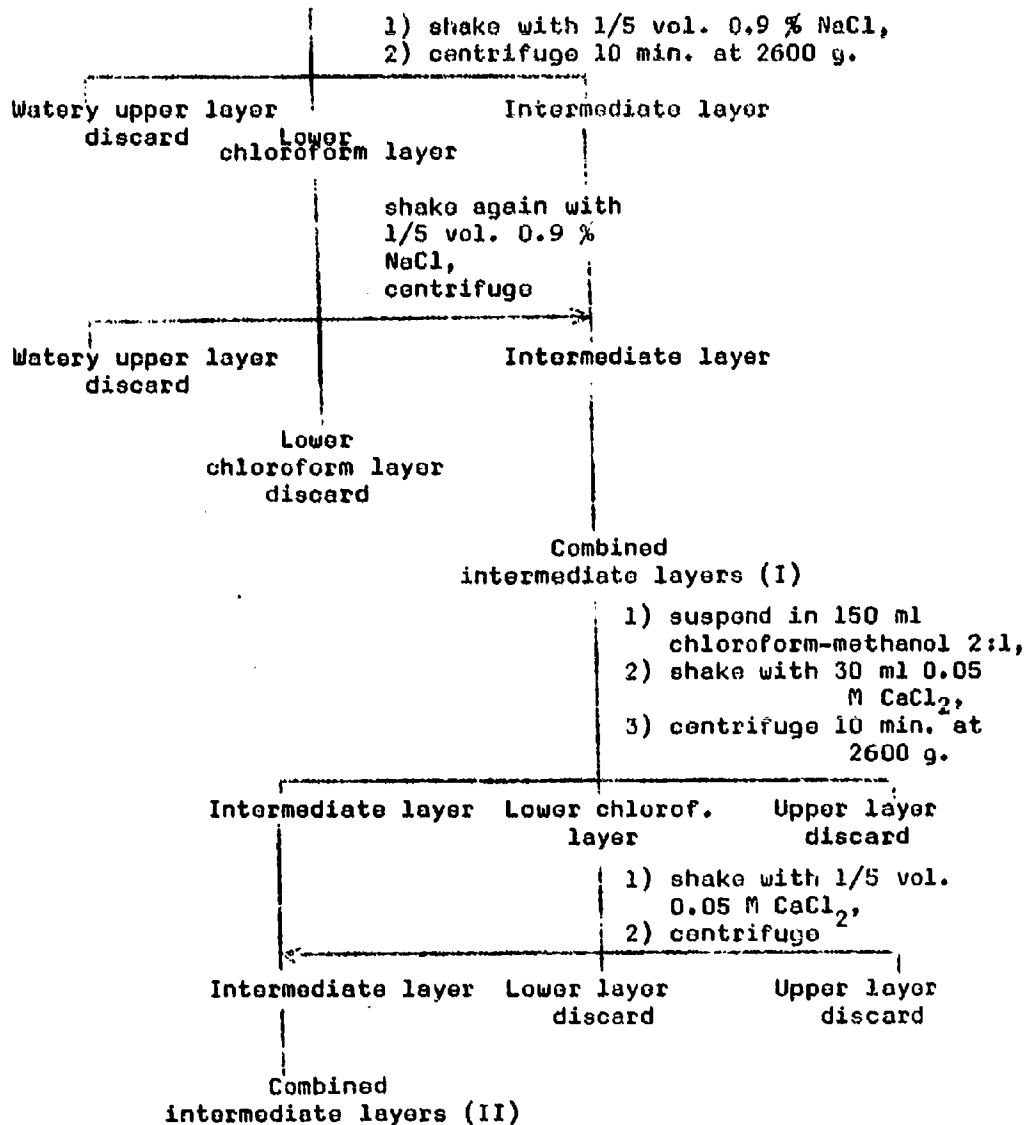 1) shake with 1/5 vol. 0.9 % NaCl,
2) centrifuge 10 min. at 2600 g.
Watery upper layer
discard
Lower
chloroform layer
Intermediate layer
shake again with
1/5 vol. 0.9 %
NaCl,
centrifuge
Watery upper layer
discard
Intermediate layer
Lower
chloroform layer
discard
Combined
intermediate layers (I)
1) suspend in 150 ml
chloroform-methanol 2:1,
2) shake with 30 ml 0.05
M CaCl2,
3) centrifuge 10 min. at
2600 g.
Intermediate layer
Lower chlorof.
layer
Upper layer
discard
1) shake with 1/5 vol.
0.05 M CaCl2,
2) centrifuge
Intermediate layer
Lower layer
discard
Upper layer
discard
Combined
intermediate layers (II)